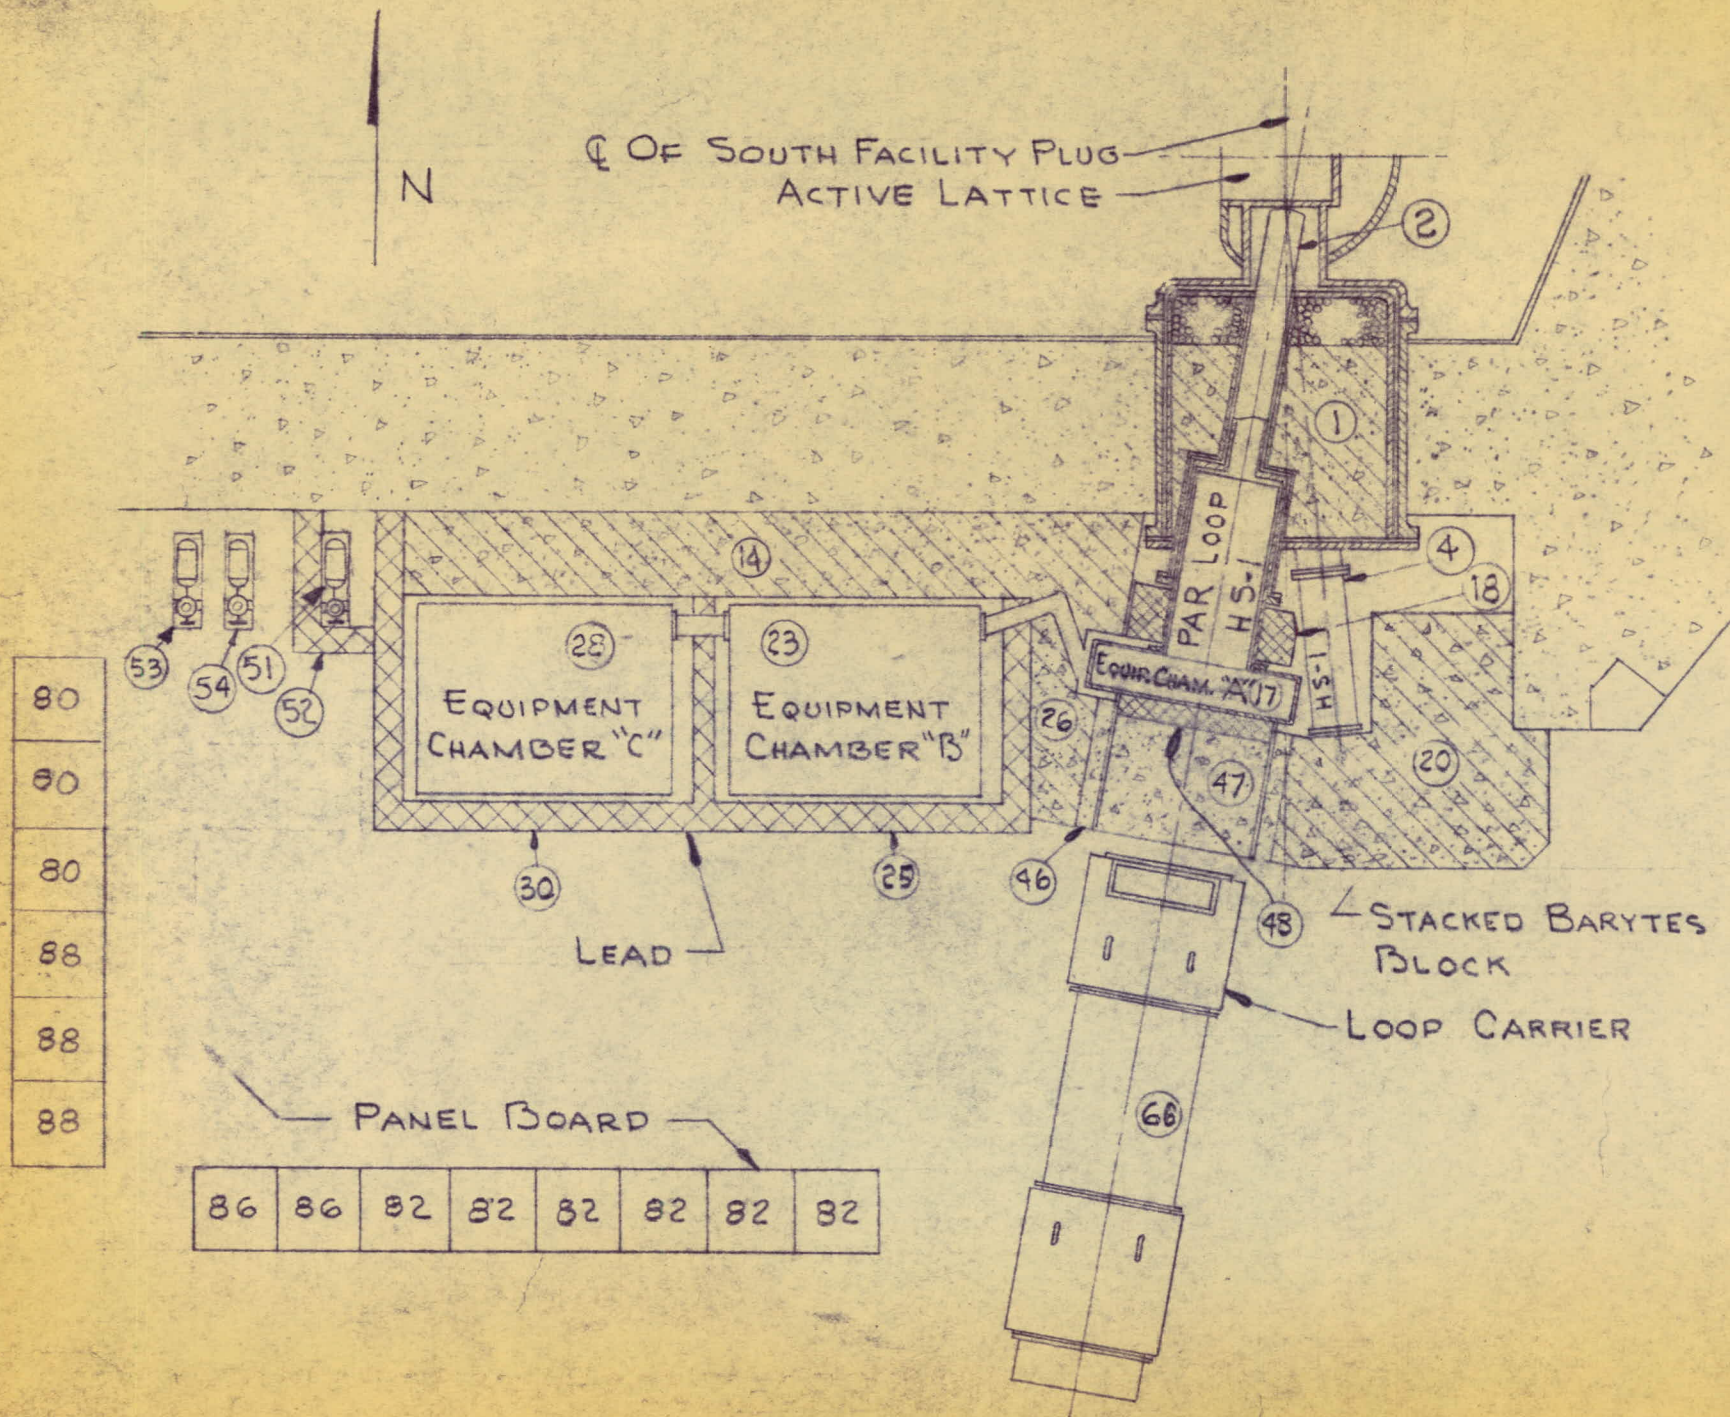 N
℄ OF SOUTH FACILITY PLUG
ACTIVE LATTICE
2
1
PAR LOOP
HS-1
4
18
HS-1
14
28
EQUIPMENT
CHAMBER "C"
23
EQUIPMENT
CHAMBER "B"
EQUIP. CHAM. "A" 17
26
47
20
53
54
51
52
30
25
46
48
LEAD
STACKED BARYTES
BLOCK
LOOP CARRIER
66
80
80
80
88
88
88
PANEL BOARD
86 86 82 82 82 82 82 82